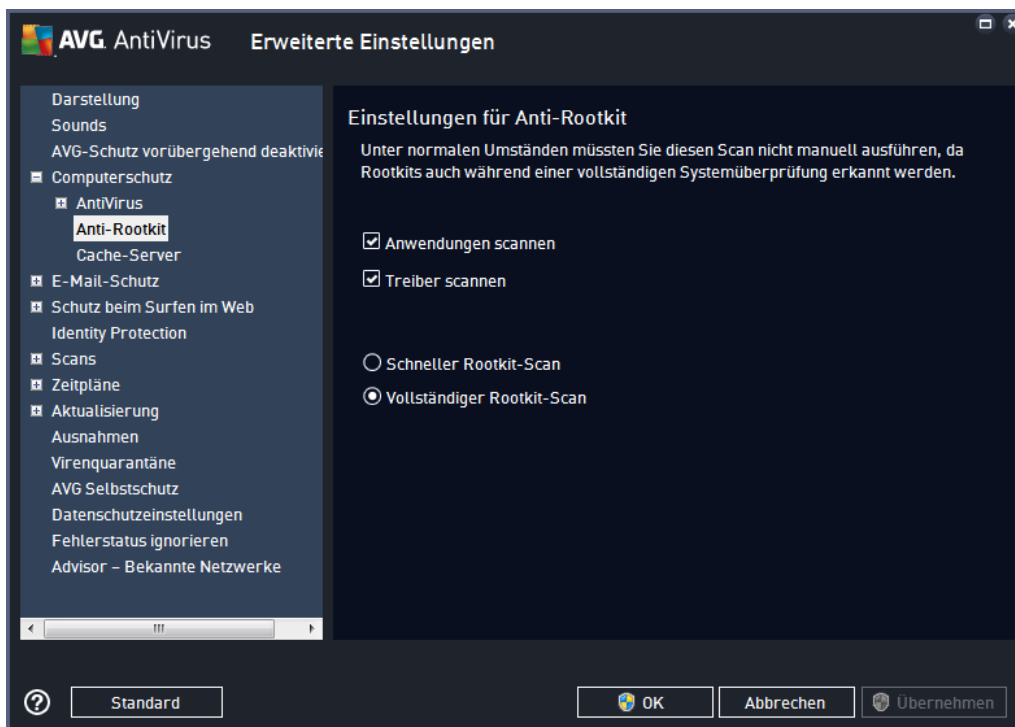 AVG. AntiVirus Erweiterte Einstellungen
Darstellung
Sounds
AVG-Schutz vorübergehend deaktivie
Computerschutz
AntiVirus
Anti-Rootkit
Cache-Server
E-Mail-Schutz
Schutz beim Surfen im Web
Identity Protection
Scans
Zeitpläne
Aktualisierung
Ausnahmen
Virenquarantäne
AVG Selbstschutz
Datenschutzeinstellungen
Fehlerstatus ignorieren
Advisor – Bekannte Netzwerke
Einstellungen für Anti-Rootkit
Unter normalen Umständen müssten Sie diesen Scan nicht manuell ausführen, da
Rootkits auch während einer vollständigen Systemüberprüfung erkannt werden.
Anwendungen scannen
Treiber scannen
Schneller Rootkit-Scan
Vollständiger Rootkit-Scan
Standard
OK
Abbrechen
Übernehmen